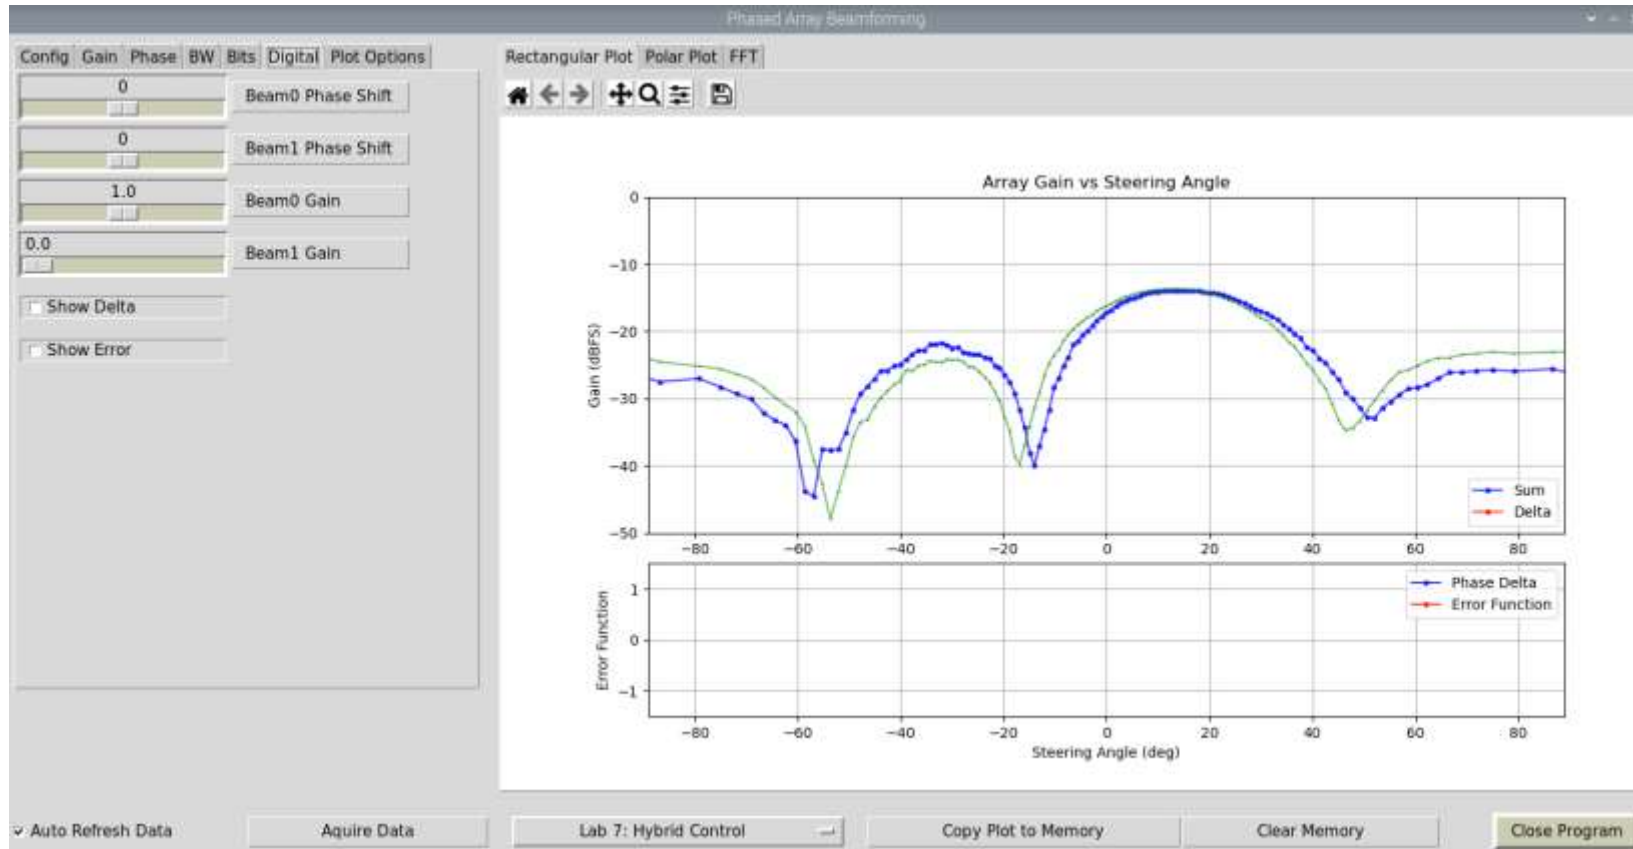 Phased Array Beamforming
Config Gain Phase BW Bits Digital Plot Options
0
Beam0 Phase Shift
0
Beam1 Phase Shift
1.0
Beam0 Gain
0.0
Beam1 Gain
Show Delta
Show Error
Rectangular Plot Polar Plot FFT
Array Gain vs Steering Angle
Gain (dBFS)
0
−10
−20
−30
−40
−50
Sum
Delta
−80 −60 −40 −20 0 20 40 60 80
Error Function
1
0
−1
Phase Delta
Error Function
−80 −60 −40 −20 0 20 40 60 80
Steering Angle (deg)
Auto Refresh Data
Aquire Data
Lab 7: Hybrid Control
Copy Plot to Memory
Clear Memory
Close Program